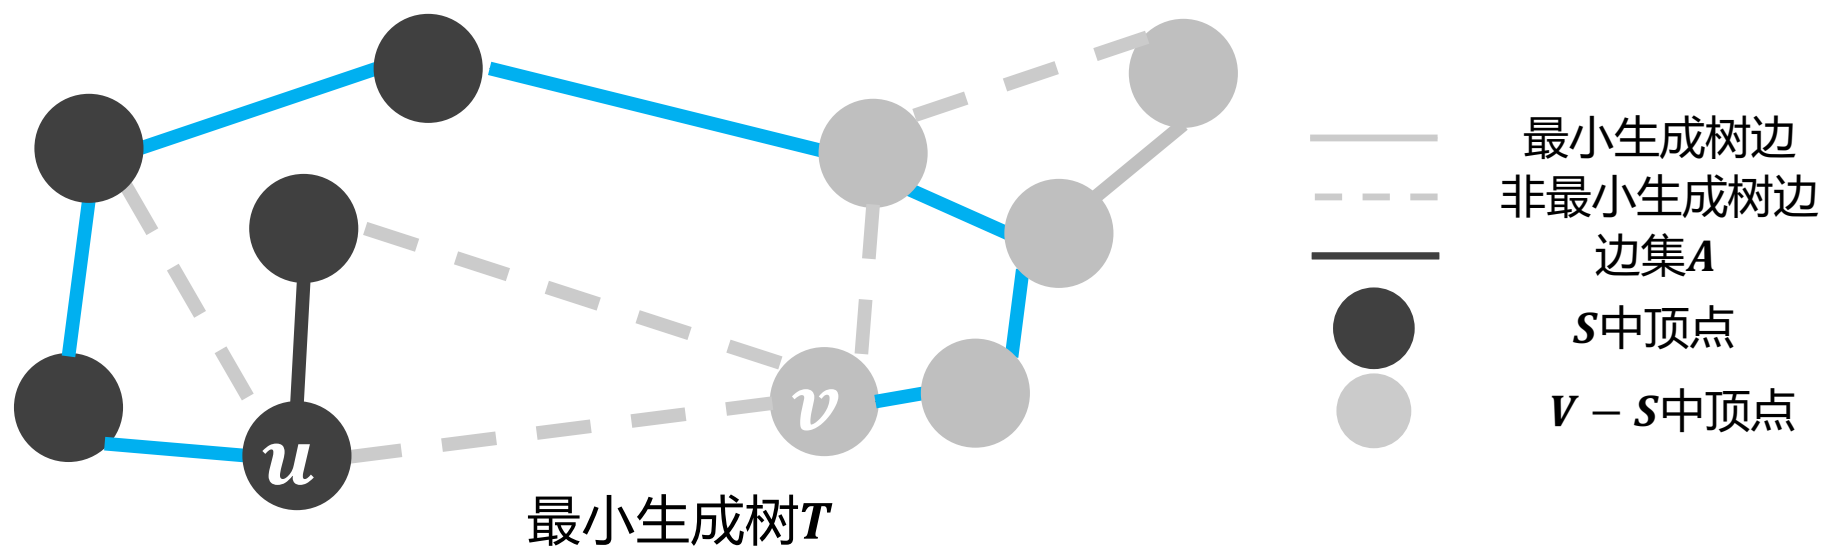 最小生成树边
非最小生成树边
边集A
S中顶点
V − S中顶点
v
u
最小生成树T